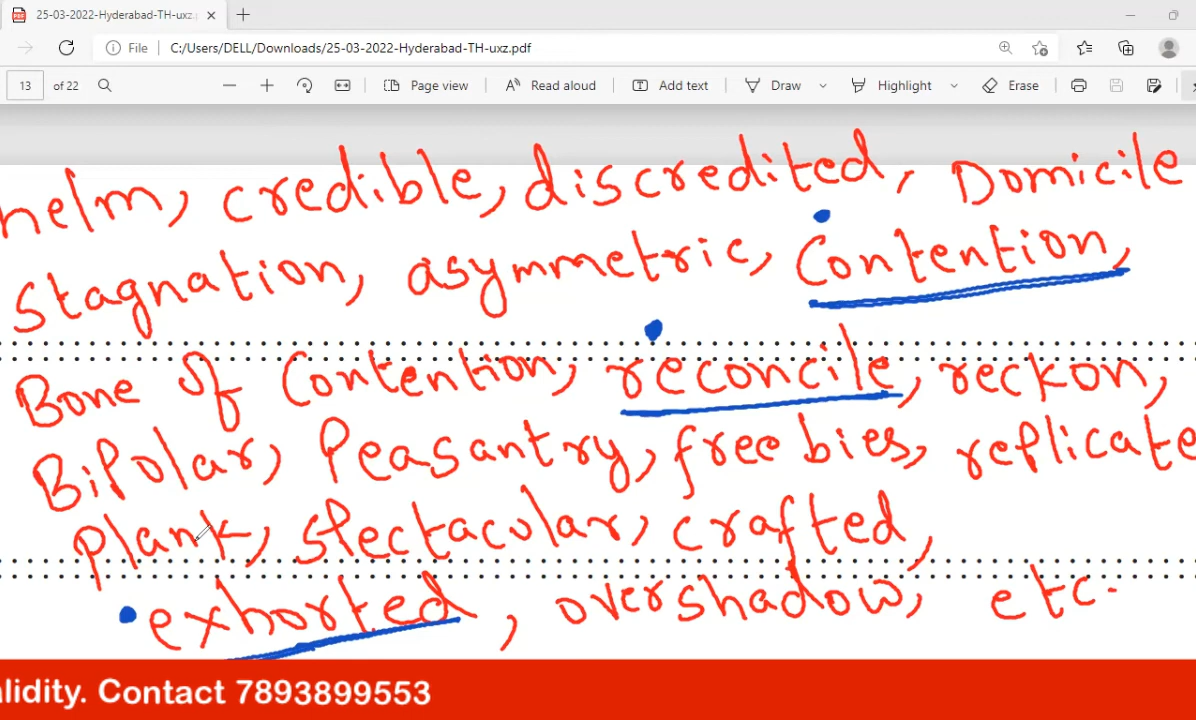 25-03-2022-Hyderabad-TH-uxz.
File C:/Users/DELL/Downloads/25-03-2022-Hyderabad-TH-uxz.pdf
13 of 22 Page view Read aloud Add text Draw Highlight Erase
helm, credible, discredited, Domicile
stagnation, asymmetric, Contention,
Bone of Contention, reconcile, reckon,
Bipolar, Peasantry, freebies, replicate
plank, spectacular, crafted,
exhorted, overshadow, etc.
alidity. Contact 7893899553